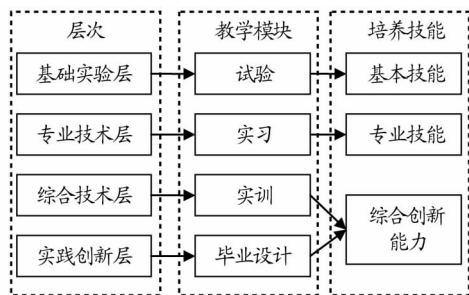 层次
教学模块
培养技能
基础实验层
试验
基本技能
专业技术层
实习
专业技能
综合技术层
实训
综合创新
能力
实践创新层
毕业设计